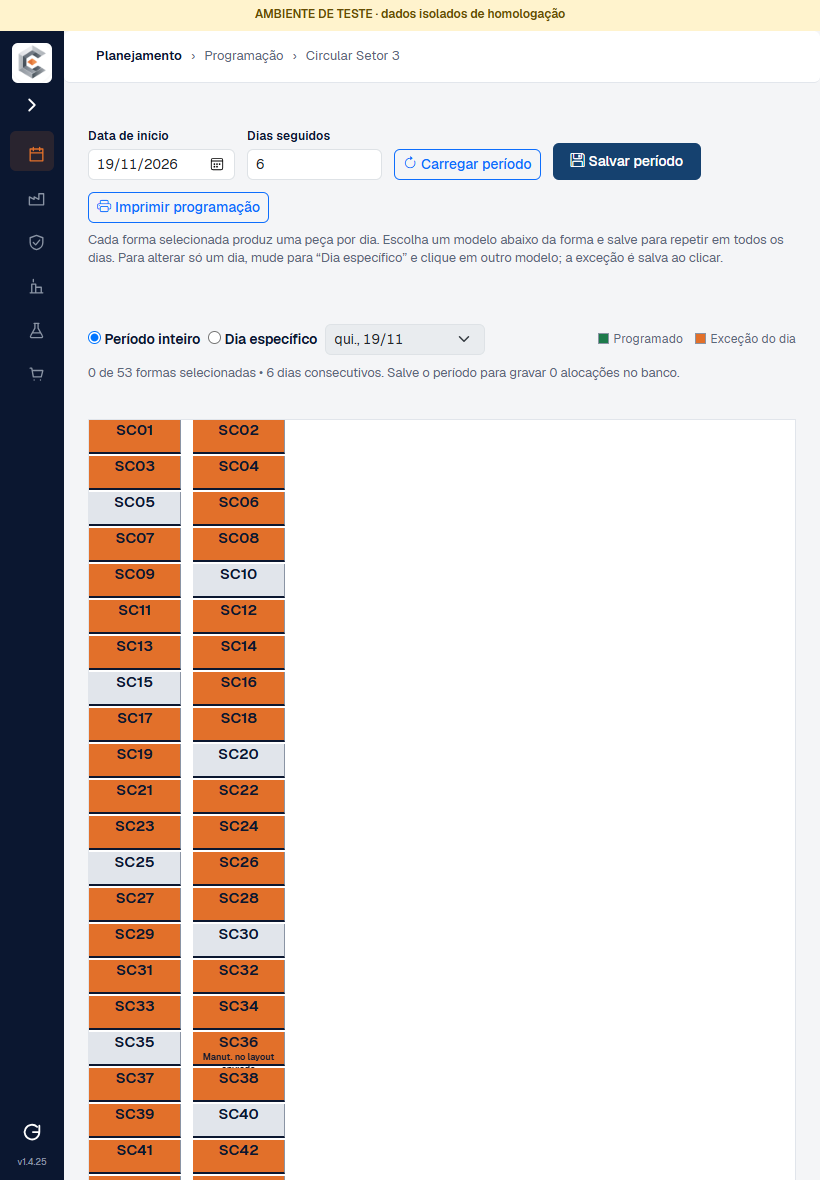 AMBIENTE DE TESTE · dados isolados de homologação
Planejamento › Programação › Circular Setor 3
Data de início
Dias seguidos
19/11/2026
6
Carregar período
Salvar período
Imprimir programação
Cada forma selecionada produz uma peça por dia. Escolha um modelo abaixo da forma e salve para repetir em todos os
dias. Para alterar só um dia, mude para “Dia específico” e clique em outro modelo; a exceção é salva ao clicar.
Período inteiro
Dia específico
qui., 19/11
Programado
Exceção do dia
0 de 53 formas selecionadas • 6 dias consecutivos. Salve o período para gravar 0 alocações no banco.
SC01 SC02
SC03 SC04
SC05 SC06
SC07 SC08
SC09 SC10
SC11 SC12
SC13 SC14
SC15 SC16
SC17 SC18
SC19 SC20
SC21 SC22
SC23 SC24
SC25 SC26
SC27 SC28
SC29 SC30
SC31 SC32
SC33 SC34
SC35 SC36
Manut. no layout
SC37 SC38
SC39 SC40
SC41 SC42
v1.4.25